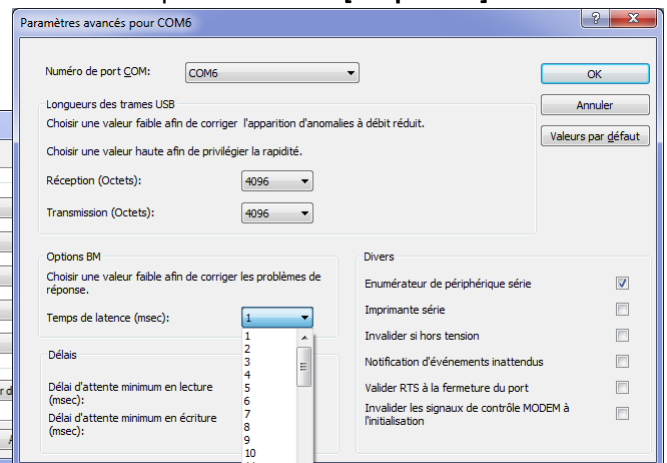 Paramètres avancés pour COM6
Numéro de port COM:
COM6
OK
Annuler
Valeurs par défaut
Longueurs des trames USB
Choisir une valeur faible afin de corriger l'apparition d'anomalies à débit réduit.
Choisir une valeur haute afin de privilégier la rapidité.
Réception (Octets):
4096
Transmission (Octets):
4096
Options BM
Choisir une valeur faible afin de corriger les problèmes de
réponse.
Temps de latence (msec):
1
1
2
3
4
5
6
7
8
9
10
Délais
Délai d'attente minimum en lecture
(msec):
Délai d'attente minimum en écriture
(msec):
Divers
Enumérateur de périphérique série
Imprimante série
Invalider si hors tension
Notification d'événements inattendus
Valider RTS à la fermeture du port
Invalider les signaux de contrôle MODEM à
l'initialisation